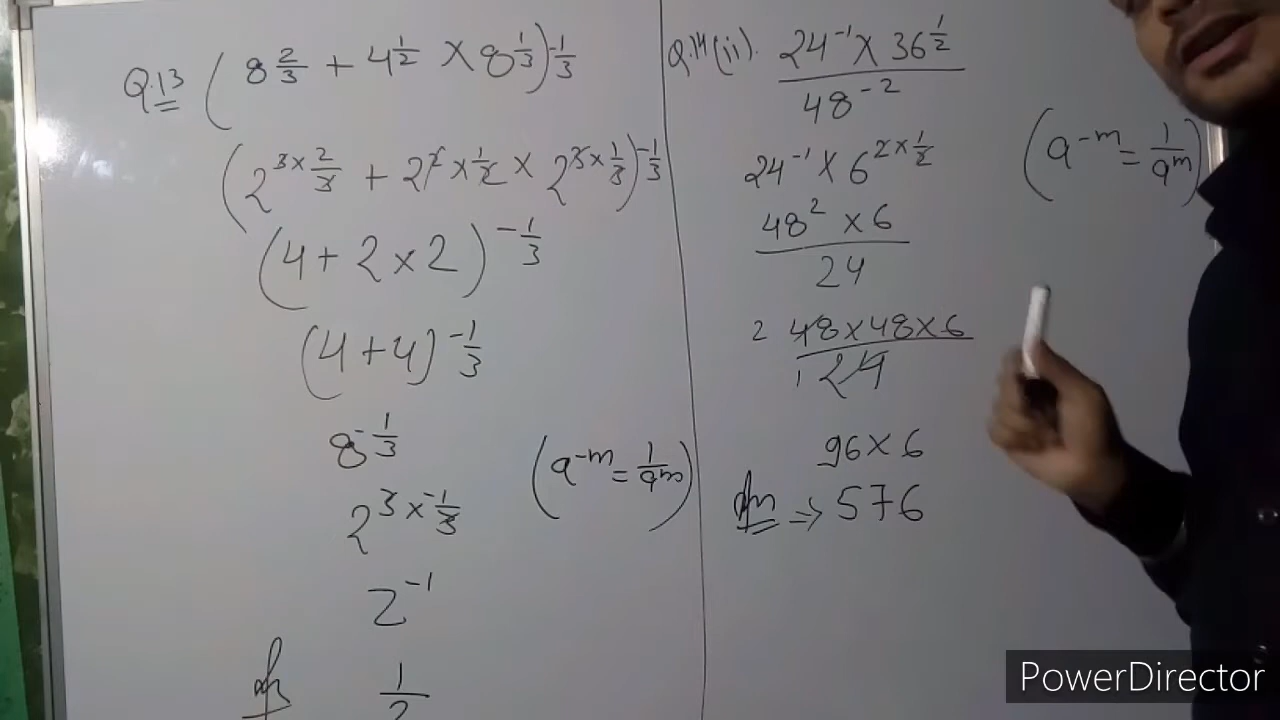 Q.13 (8^{2/3} + 4^{1/2} × 8^{1/3})^{-1/3}
(2^{3×2/3} + 2^{2×1/2} × 2^{3×1/3})^{-1/3}
(4+2×2)^{-1/3}
(4+4)^{-1/3}
8^{-1/3}
2^{3×-1/3}
(a^{-m} = 1/a^m)
2^{-1}
Ans 1/2
Q.14(ii). 24^{-1} × 36^{1/2} / 48^{-2}
(a^{-m} = 1/a^m)
24^{-1} × 6^{2×1/2}
48^2 × 6 / 24
2 48×48×6 / 1 24
96×6
Ans ⇒ 576
PowerDirector